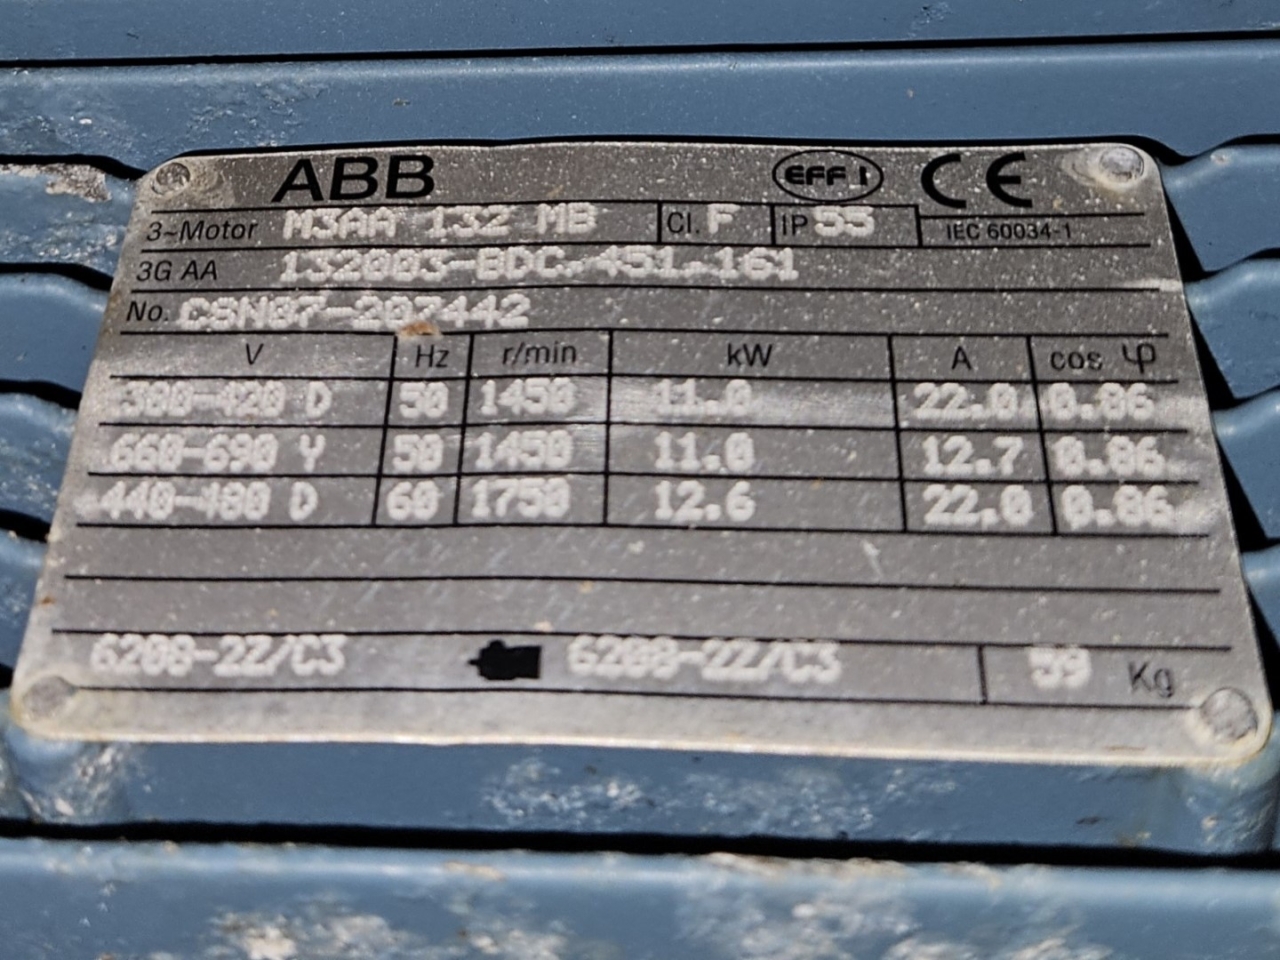 ABB EFF 1 CE
3~Motor M3AA 132 MB Cl. F IP 55 IEC 60034-1
3G AA 132003-BDC.451.161
No. CSN07-207442
V Hz r/min kW A cos φ
380-420 D 50 1450 11.0 22.0 0.86
660-690 Y 50 1450 11.0 12.7 0.86
440-480 D 60 1750 12.6 22.0 0.86
6208-2Z/C3 6208-2Z/C3 59 Kg